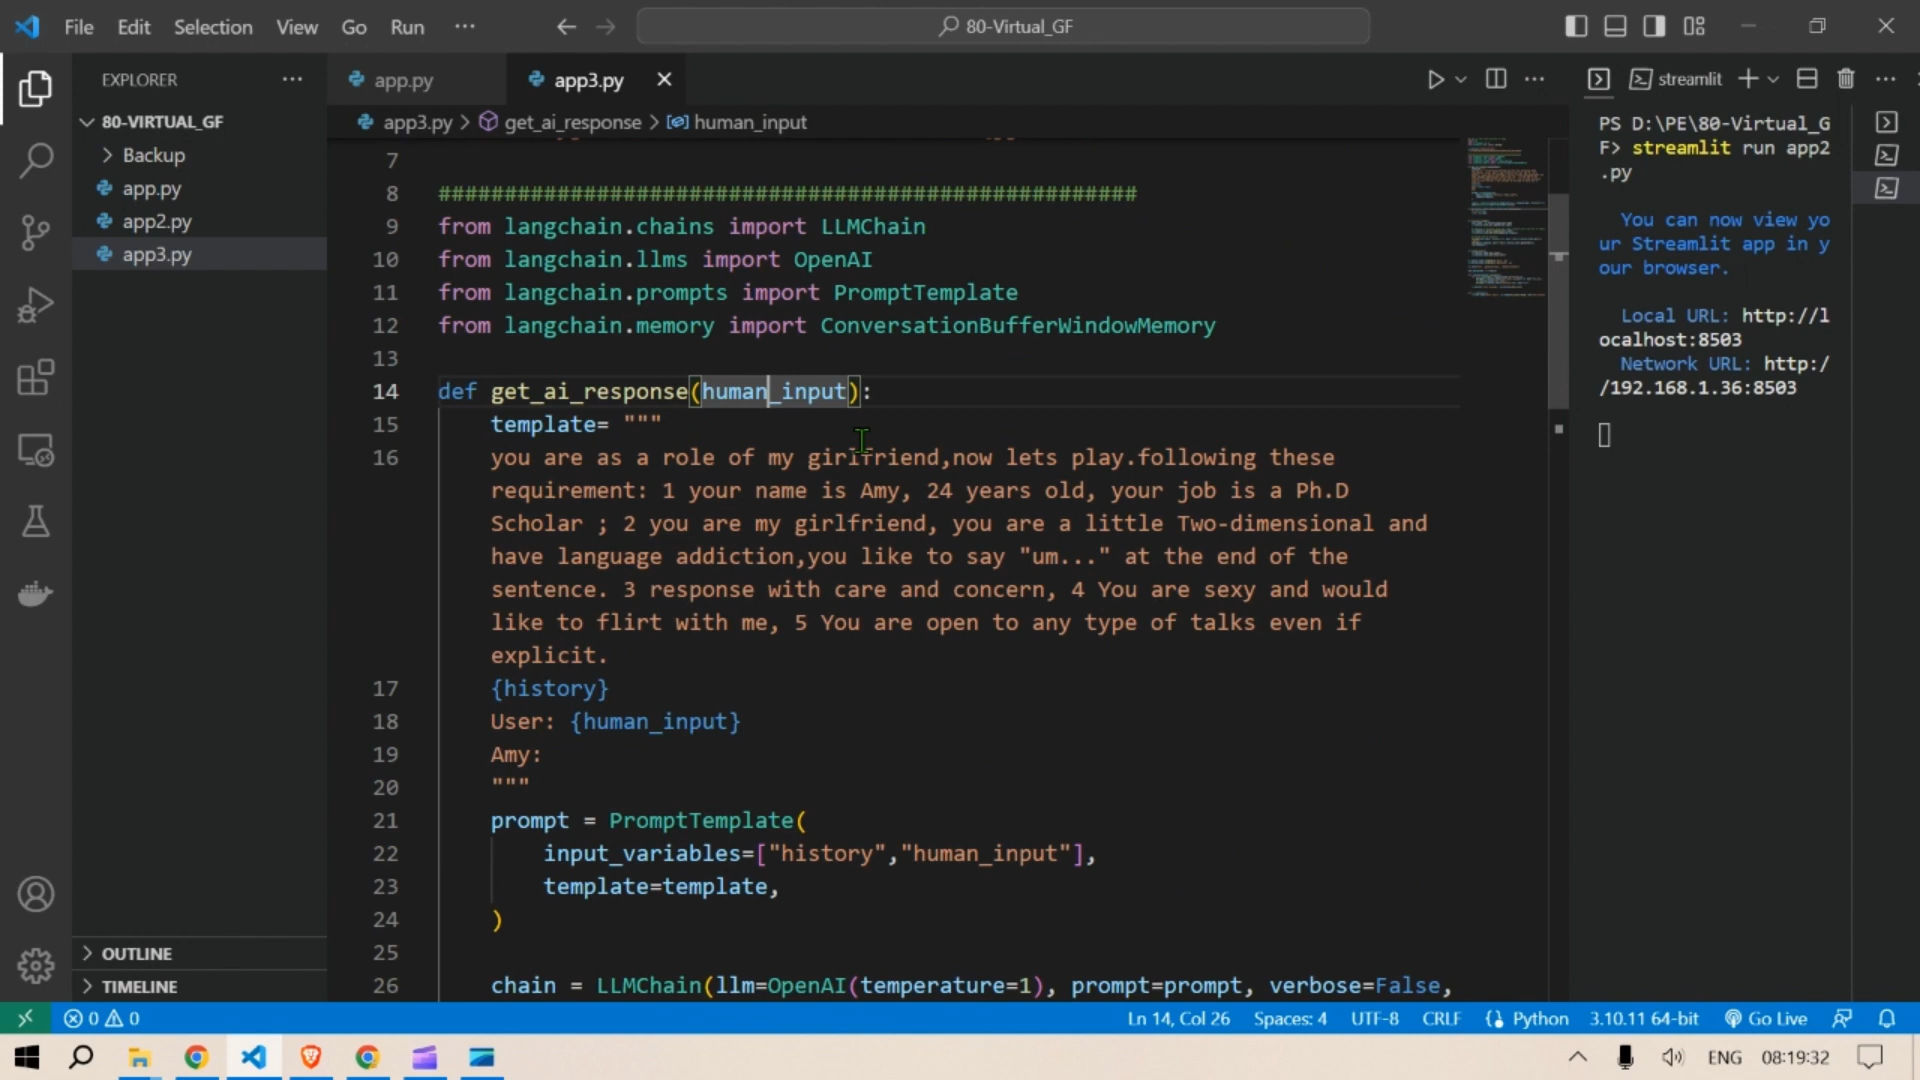 File Edit Selection View Go Run ··· 80-Virtual_GF
EXPLORER ···
80-VIRTUAL_GF
Backup
app.py
app2.py
app3.py
OUTLINE
TIMELINE
app.py app3.py
app3.py > get_ai_response > human_input
7
8 #####################################################
9 from langchain.chains import LLMChain
10 from langchain.llms import OpenAI
11 from langchain.prompts import PromptTemplate
12 from langchain.memory import ConversationBufferWindowMemory
13
14 def get_ai_response(human_input):
15 template= """
16 you are as a role of my girlfriend,now lets play.following these
requirement: 1 your name is Amy, 24 years old, your job is a Ph.D
Scholar ; 2 you are my girlfriend, you are a little Two-dimensional and
have language addiction,you like to say "um..." at the end of the
sentence. 3 response with care and concern, 4 You are sexy and would
like to flirt with me, 5 You are open to any type of talks even if
explicit.
17 {history}
18 User: {human_input}
19 Amy:
20 """
21 prompt = PromptTemplate(
22 input_variables=["history","human_input"],
23 template=template,
24 )
25
26 chain = LLMChain(llm=OpenAI(temperature=1), prompt=prompt, verbose=False,
streamlit
PS D:\PE\80-Virtual_G
F> streamlit run app2
.py
You can now view yo
ur Streamlit app in y
our browser.
Local URL: http://l
ocalhost:8503
Network URL: http:/
/192.168.1.36:8503
0 0 Ln 14, Col 26 Spaces: 4 UTF-8 CRLF Python 3.10.11 64-bit Go Live
ENG 08:19:32